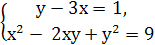 y − 3x = 1,
x² − 2xy + y² = 9